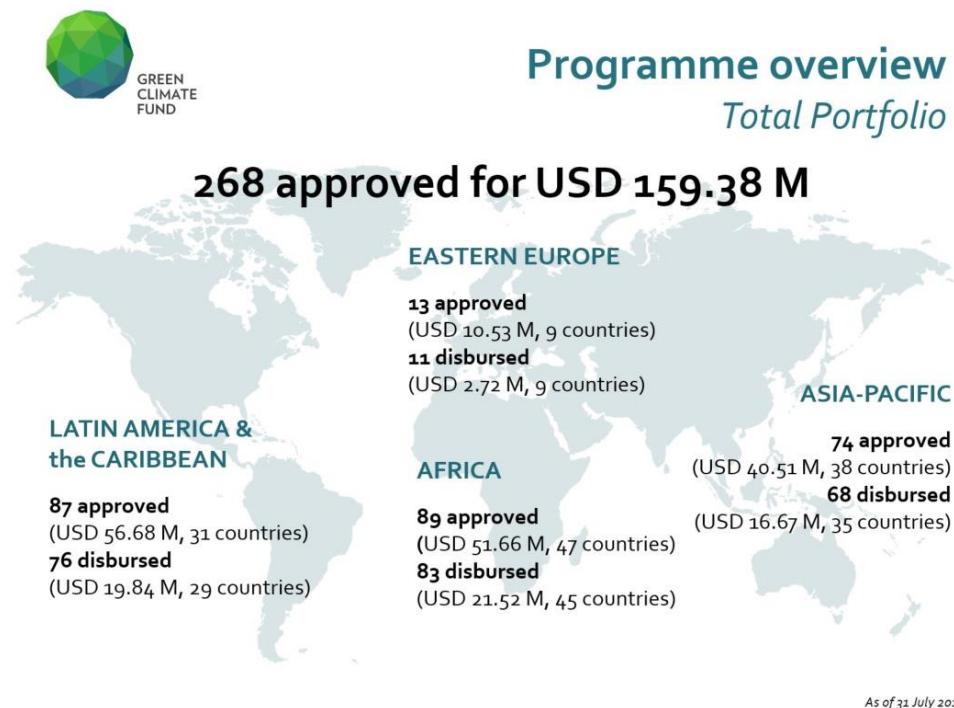 GREEN
CLIMATE
FUND
Programme overview
Total Portfolio
268 approved for USD 159.38 M
EASTERN EUROPE
13 approved
(USD 10.53 M, 9 countries)
11 disbursed
(USD 2.72 M, 9 countries)
LATIN AMERICA &
the CARIBBEAN
87 approved
(USD 56.68 M, 31 countries)
76 disbursed
(USD 19.84 M, 29 countries)
AFRICA
89 approved
(USD 51.66 M, 47 countries)
83 disbursed
(USD 21.52 M, 45 countries)
ASIA-PACIFIC
74 approved
(USD 40.51 M, 38 countries)
68 disbursed
(USD 16.67 M, 35 countries)
As of 31 July